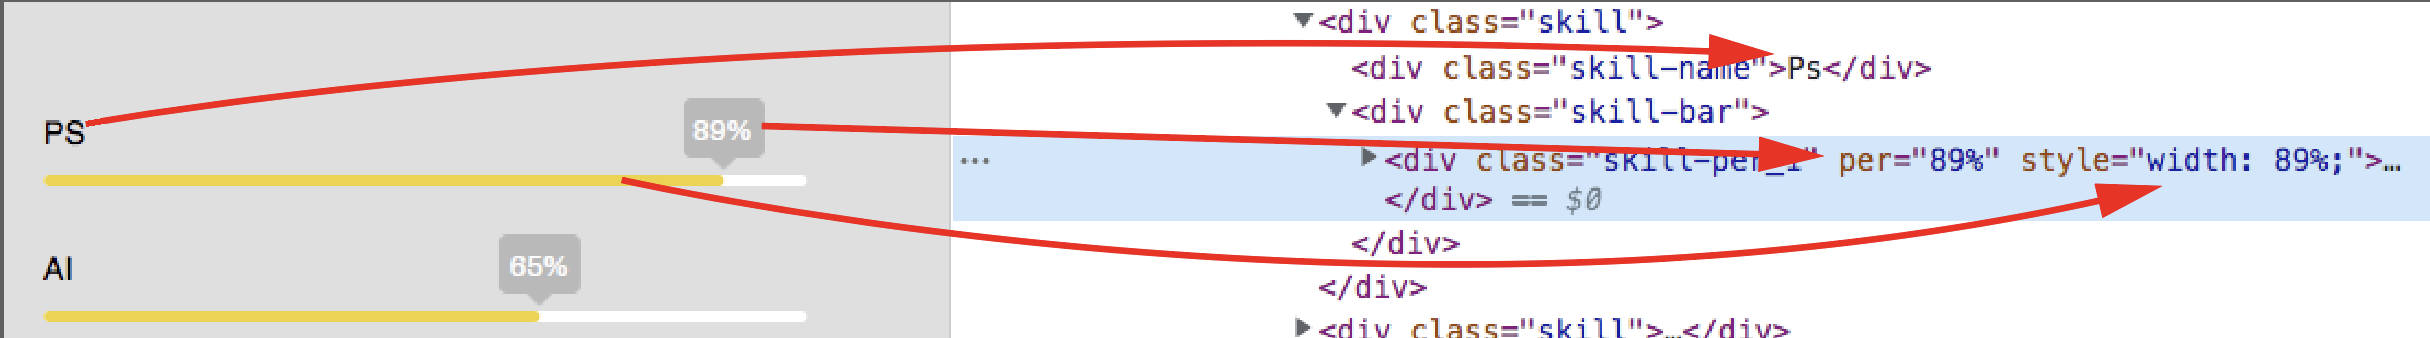 PS
89%
AI
65%
<div class="skill">
<div class="skill-name">Ps</div>
<div class="skill-bar">
… <div class="skill-per_1" per="89%" style="width: 89%;">…
</div> == $0
</div>
</div>
<div class="skill">…</div>